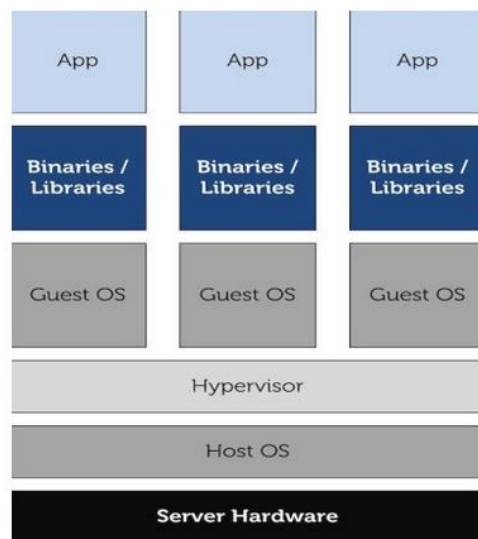 App
App
App
Binaries /
Libraries
Binaries /
Libraries
Binaries /
Libraries
Guest OS
Guest OS
Guest OS
Hypervisor
Host OS
Server Hardware